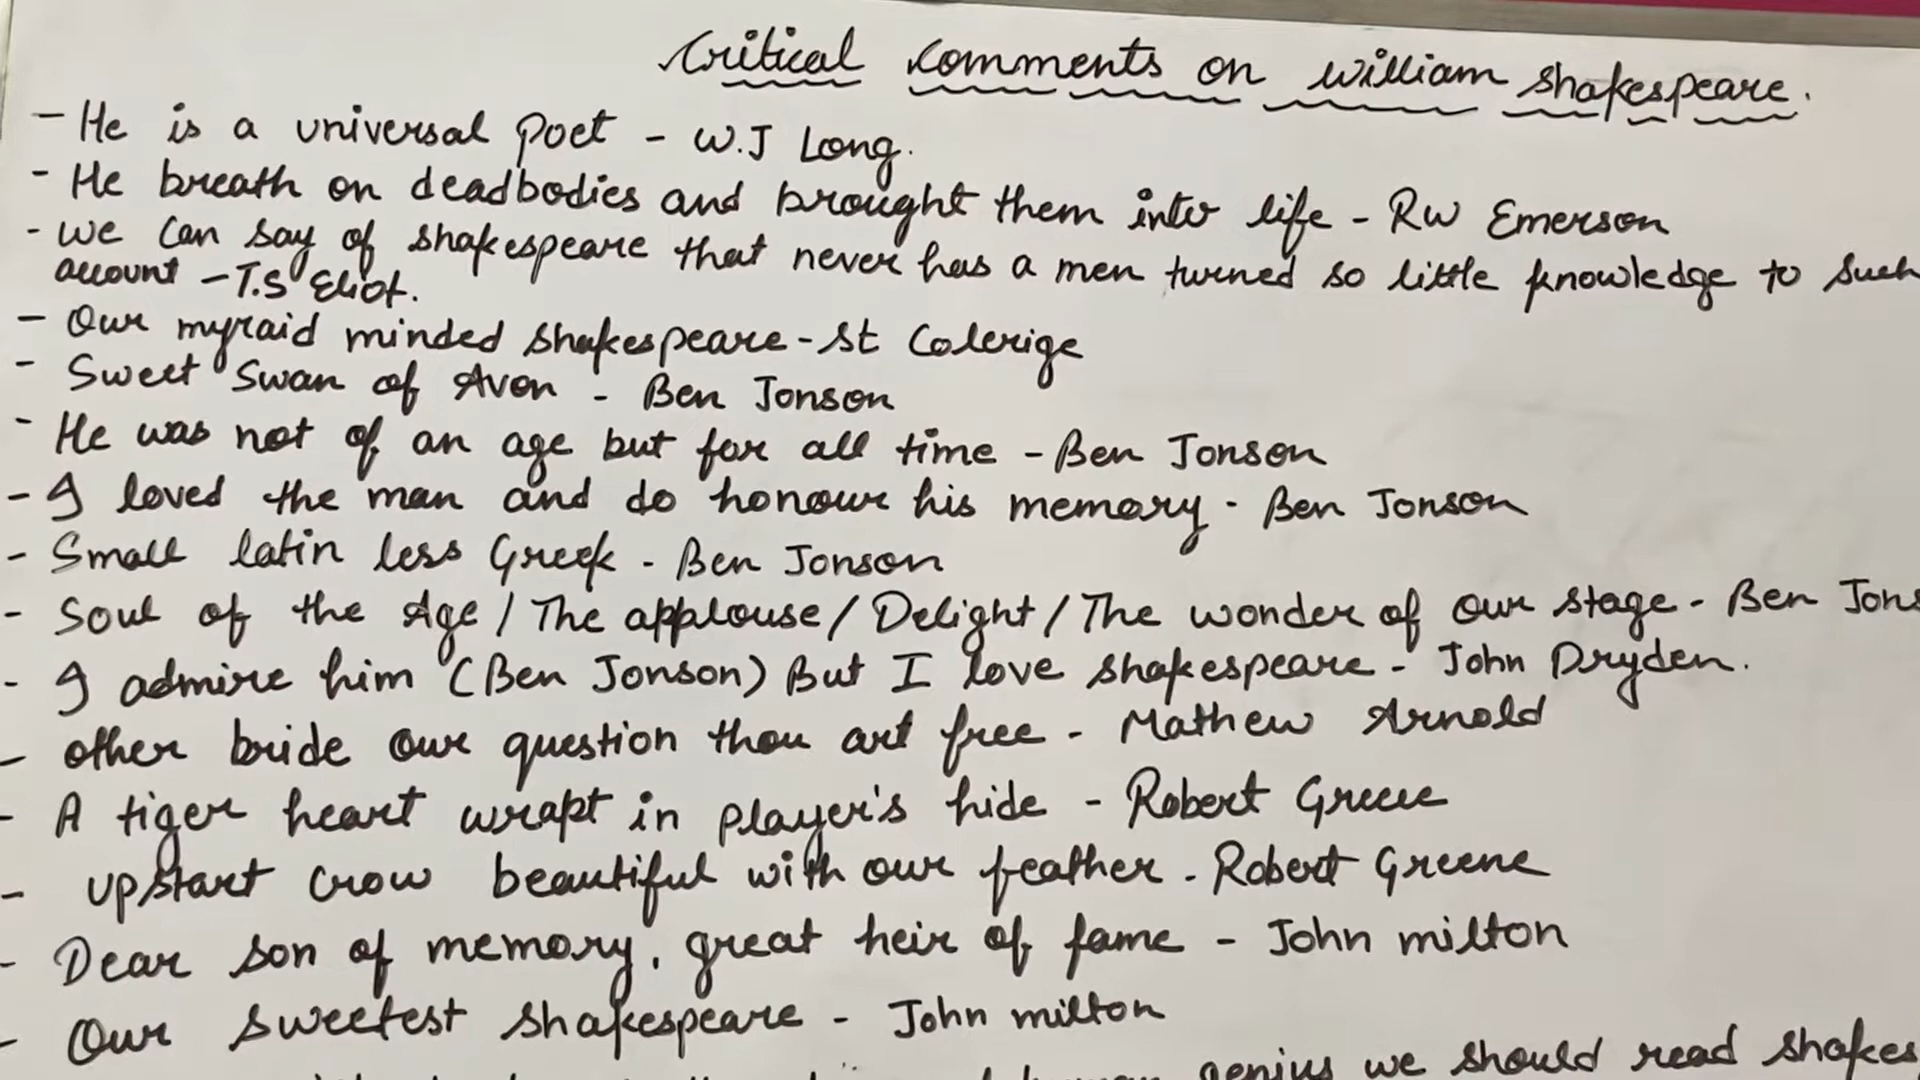 Critical comments on william shakespeare.
- He is a universal poet - W.J Long.
- He breath on deadbodies and brought them into life - RW Emerson
- we can say of shakespeare that never has a men turned so little knowledge to such
account - T.S Eliot.
- Our myraid minded shakespeare - St Colerige
- Sweet Swan of Avon - Ben Jonson
- He was not of an age but for all time - Ben Jonson
- I loved the man and do honour his memory - Ben Jonson
- Small latin less Greek - Ben Jonson
- Soul of the Age / The applouse / Delight / The wonder of our stage - Ben Jons
- I admire him (Ben Jonson) But I love shakespeare - John Dryden.
- other bride our question thou art free - Mathew Arnold
- A tiger heart wrapt in player's hide - Robert Greene
- upstart crow beautiful with our feather - Robert Greene
- Dear son of memory, great heir of fame - John milton
- Our sweetest shakespeare - John milton
genius we should read shakes